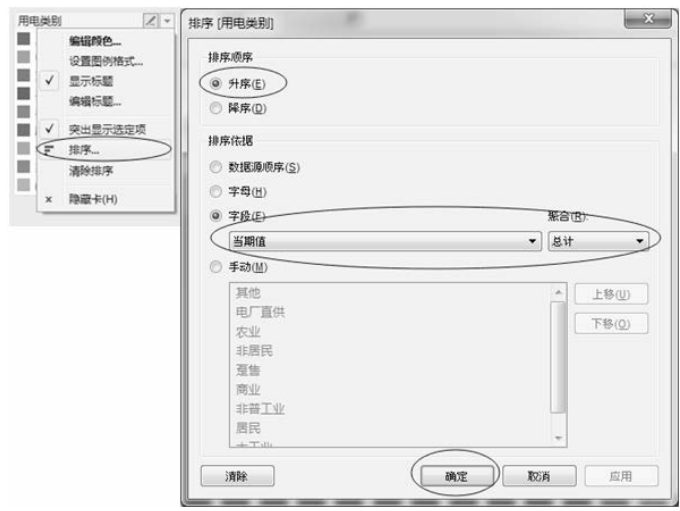 用电类别
编辑颜色...
设置图例格式...
显示标题
编辑标题...
突出显示选定项
排序...
清除排序
隐藏卡(H)
排序 [用电类别]
排序顺序
升序(E)
降序(D)
排序依据
数据源顺序(S)
字母(H)
字段(F)
聚合(R):
当期值
总计
手动(M)
其他
电厂直供
农业
非居民
趸售
商业
非普工业
居民
大工业
上移(U)
下移(O)
清除
确定
取消
应用